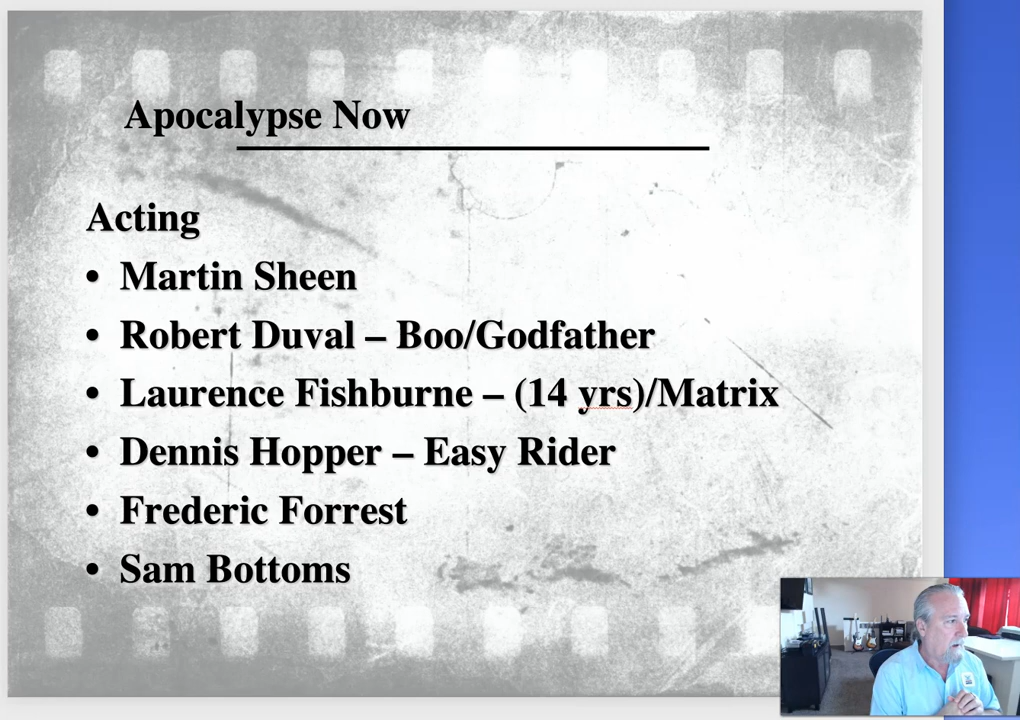 Apocalypse Now
Acting
• Martin Sheen
• Robert Duval – Boo/Godfather
• Laurence Fishburne – (14 yrs)/Matrix
• Dennis Hopper – Easy Rider
• Frederic Forrest
• Sam Bottoms